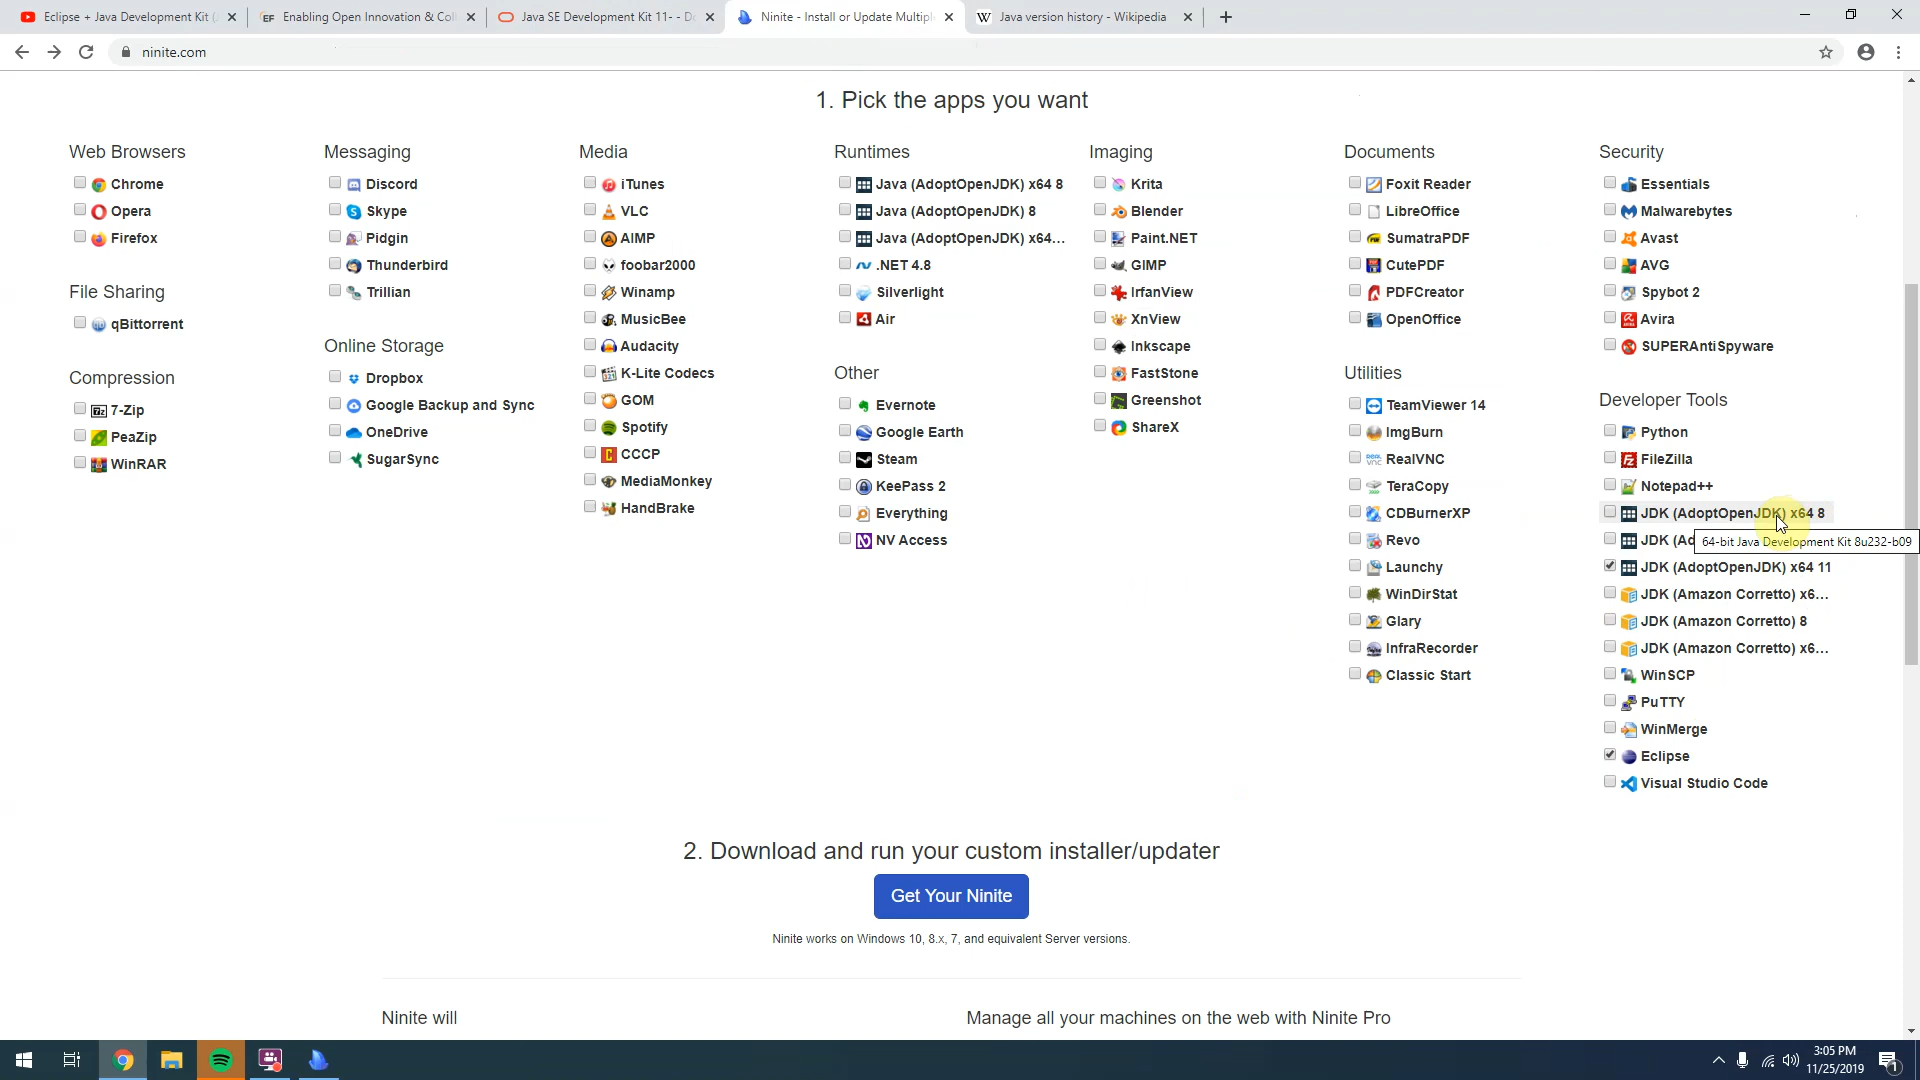 Eclipse + Java Development Kit (
Enabling Open Innovation & Col
Java SE Development Kit 11- - Do
Ninite - Install or Update Multiple
Java version history - Wikipedia
ninite.com
1. Pick the apps you want
Web Browsers
Chrome
Opera
Firefox
File Sharing
qBittorrent
Compression
7-Zip
PeaZip
WinRAR
Messaging
Discord
Skype
Pidgin
Thunderbird
Trillian
Online Storage
Dropbox
Google Backup and Sync
OneDrive
SugarSync
Media
iTunes
VLC
AIMP
foobar2000
Winamp
MusicBee
Audacity
K-Lite Codecs
GOM
Spotify
CCCP
MediaMonkey
HandBrake
Runtimes
Java (AdoptOpenJDK) x64 8
Java (AdoptOpenJDK) 8
Java (AdoptOpenJDK) x64...
.NET 4.8
Silverlight
Air
Other
Evernote
Google Earth
Steam
KeePass 2
Everything
NV Access
Imaging
Krita
Blender
Paint.NET
GIMP
IrfanView
XnView
Inkscape
FastStone
Greenshot
ShareX
Documents
Foxit Reader
LibreOffice
SumatraPDF
CutePDF
PDFCreator
OpenOffice
Utilities
TeamViewer 14
ImgBurn
RealVNC
TeraCopy
CDBurnerXP
Revo
Launchy
WinDirStat
Glary
InfraRecorder
Classic Start
Security
Essentials
Malwarebytes
Avast
AVG
Spybot 2
Avira
SUPERAntiSpyware
Developer Tools
Python
FileZilla
Notepad++
JDK (AdoptOpenJDK) x64 8
JDK (Ad
64-bit Java Development Kit 8u232-b09
JDK (AdoptOpenJDK) x64 11
JDK (Amazon Corretto) x6...
JDK (Amazon Corretto) 8
JDK (Amazon Corretto) x6...
WinSCP
PuTTY
WinMerge
Eclipse
Visual Studio Code
2. Download and run your custom installer/updater
Get Your Ninite
Ninite works on Windows 10, 8.x, 7, and equivalent Server versions.
Ninite will
Manage all your machines on the web with Ninite Pro
3:05 PM
11/25/2019
1